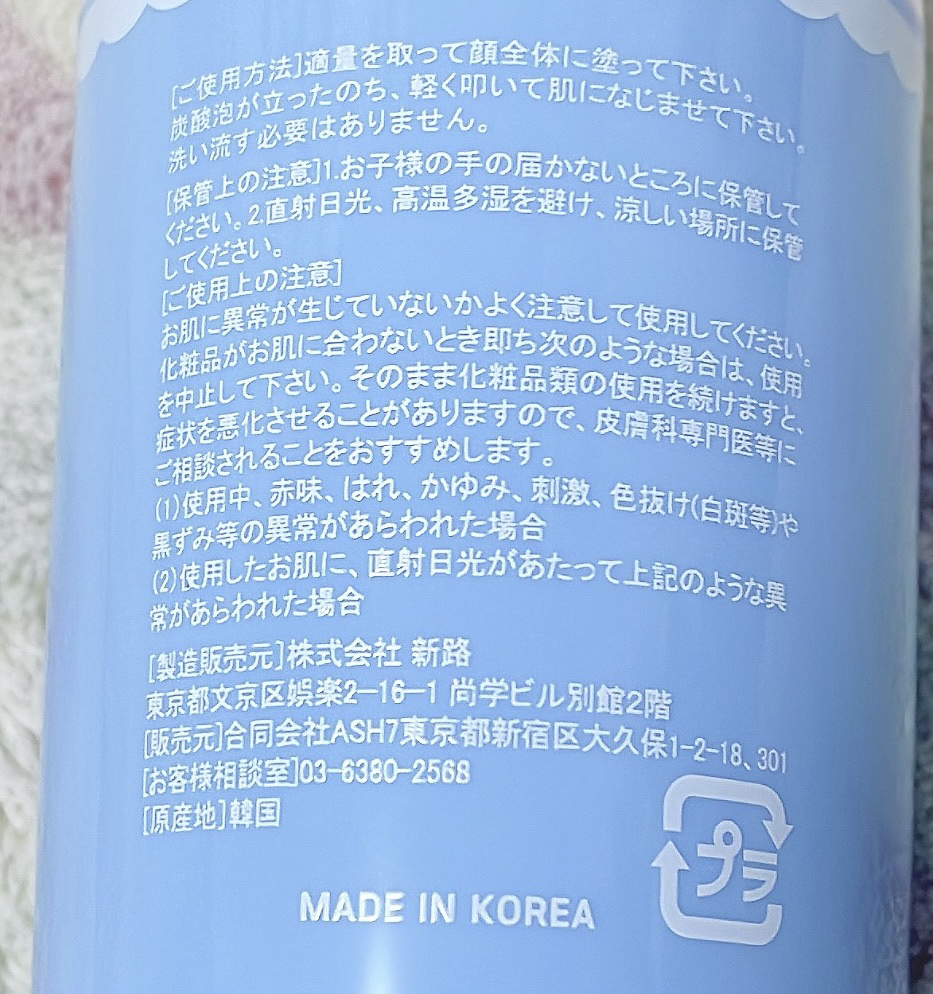 [ご使用方法]適量を取って顔全体に塗って下さい。
炭酸泡が立ったのち、軽く叩いて肌になじませて下さい。
洗い流す必要はありません。
[保管上の注意]1.お子様の手の届かないところに保管して
ください。2.直射日光、高温多湿を避け、涼しい場所に保管
してください。
[ご使用上の注意]
お肌に異常が生じていないかよく注意して使用してください。
化粧品がお肌に合わないとき即ち次のような場合は、使用
を中止して下さい。そのまま化粧品類の使用を続けますと、
症状を悪化させることがありますので、皮膚科専門医等に
ご相談されることをおすすめします。
(1)使用中、赤味、はれ、かゆみ、刺激、色抜け(白斑等)や
黒ずみ等の異常があらわれた場合
(2)使用したお肌に、直射日光があたって上記のような異
常があらわれた場合
[製造販売元]株式会社 新路
東京都文京区娯楽2-16-1 尚学ビル別館2階
[販売元]合同会社ASH7東京都新宿区大久保1-2-18、301
[お客様相談室]03-6380-2568
[原産地]韓国
プラ
MADE IN KOREA